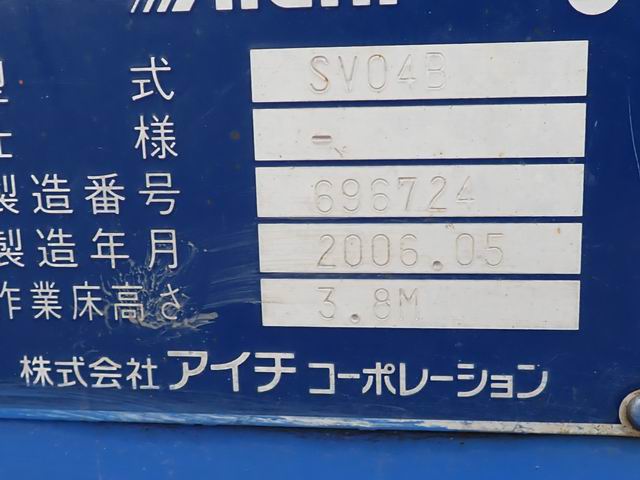 AICHI
型式 SV04B
仕様 -
製造番号 696724
製造年月 2006.05
作業床高さ 3.8M
株式会社アイチコーポレーション